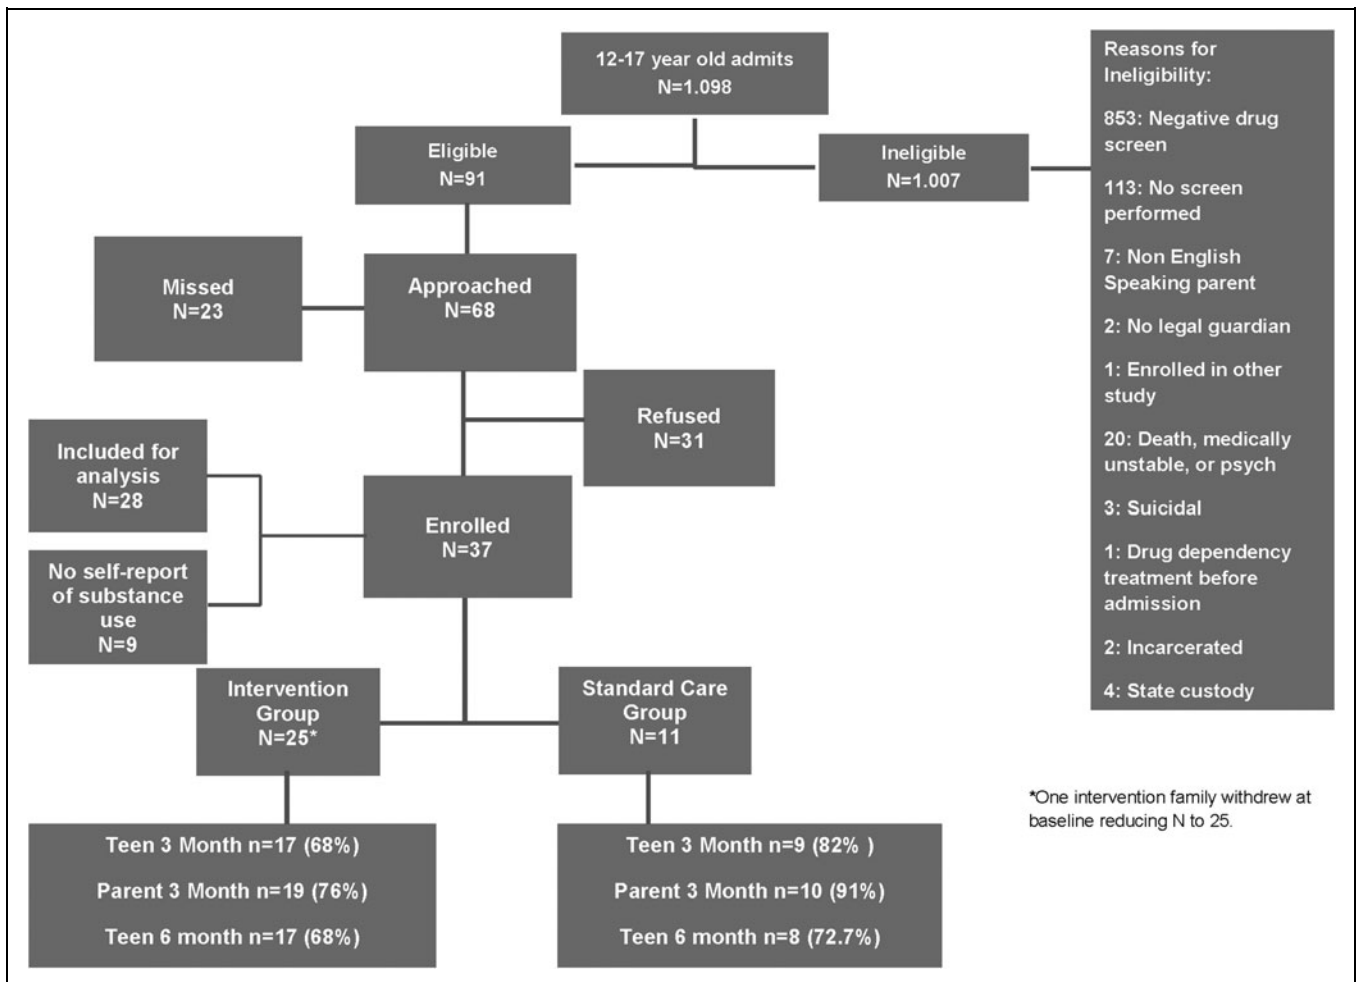 12-17 year old admits
N=1.098
Eligible
N=91
Ineligible
N=1.007
Reasons for
Ineligibility:
853: Negative drug
screen
113: No screen
performed
7: Non English
Speaking parent
2: No legal guardian
1: Enrolled in other
study
20: Death, medically
unstable, or psych
3: Suicidal
1: Drug dependency
treatment before
admission
2: Incarcerated
4: State custody
Missed
N=23
Approached
N=68
Refused
N=31
Included for
analysis
N=28
Enrolled
N=37
No self-report
of substance
use
N=9
Intervention
Group
N=25*
Standard Care
Group
N=11
Teen 3 Month n=17 (68%)
Parent 3 Month n=19 (76%)
Teen 6 month n=17 (68%)
Teen 3 Month n=9 (82% )
Parent 3 Month n=10 (91%)
Teen 6 month n=8 (72.7%)
*One intervention family withdrew at
baseline reducing N to 25.